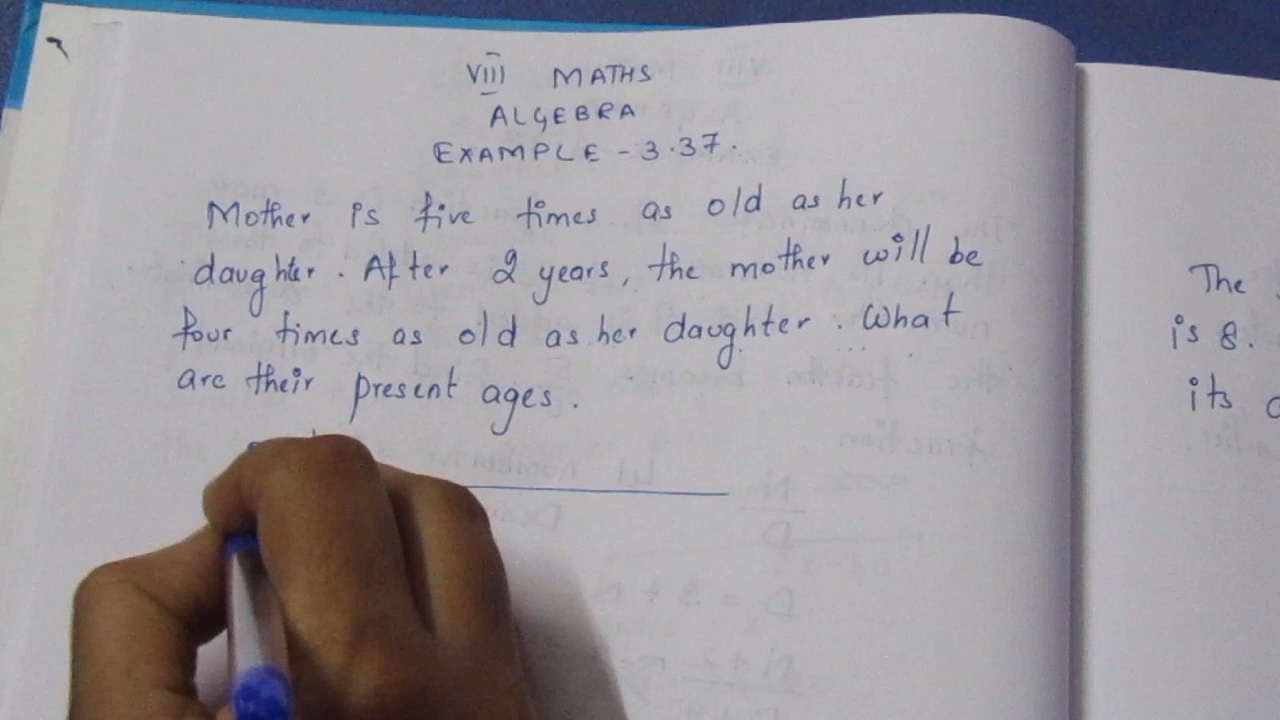 VIII MATHS
ALGEBRA
EXAMPLE - 3.37.
Mother is five times as old as her
daughter. After 2 years, the mother will be
four times as old as her daughter. What
are their present ages.
The
is 8.
its